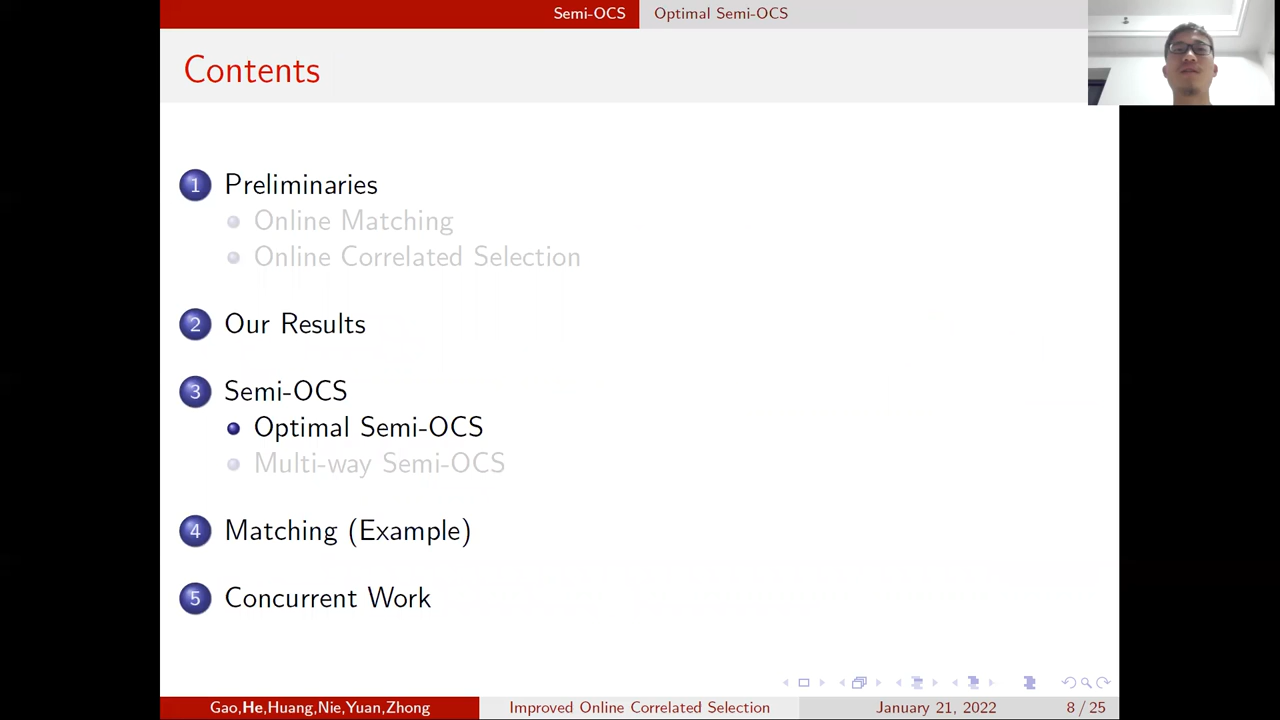 Semi-OCS Optimal Semi-OCS
Contents
1 Preliminaries
Online Matching
Online Correlated Selection
2 Our Results
3 Semi-OCS
Optimal Semi-OCS
Multi-way Semi-OCS
4 Matching (Example)
5 Concurrent Work
Gao,He,Huang,Nie,Yuan,Zhong Improved Online Correlated Selection January 21, 2022 8 / 25